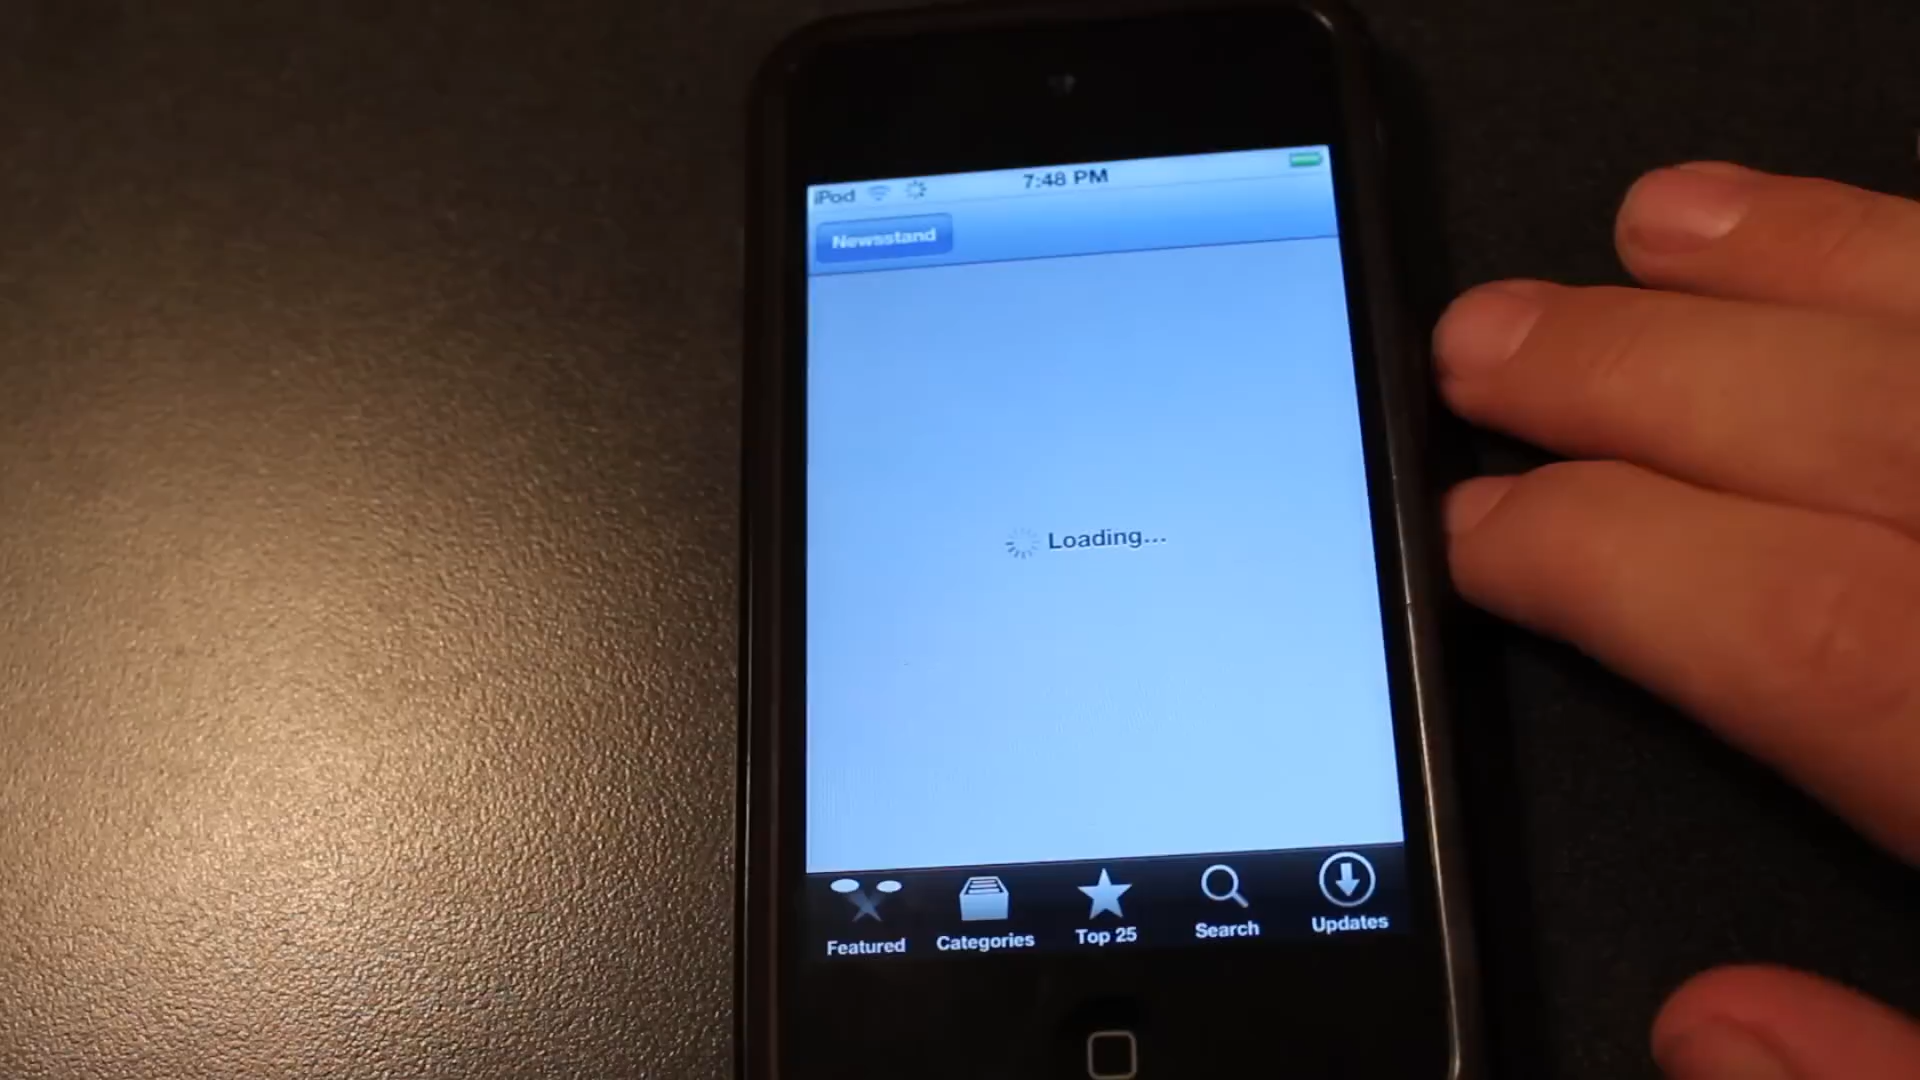 iPod 7:48 PM
Newsstand
Loading...
Featured Categories Top 25 Search Updates